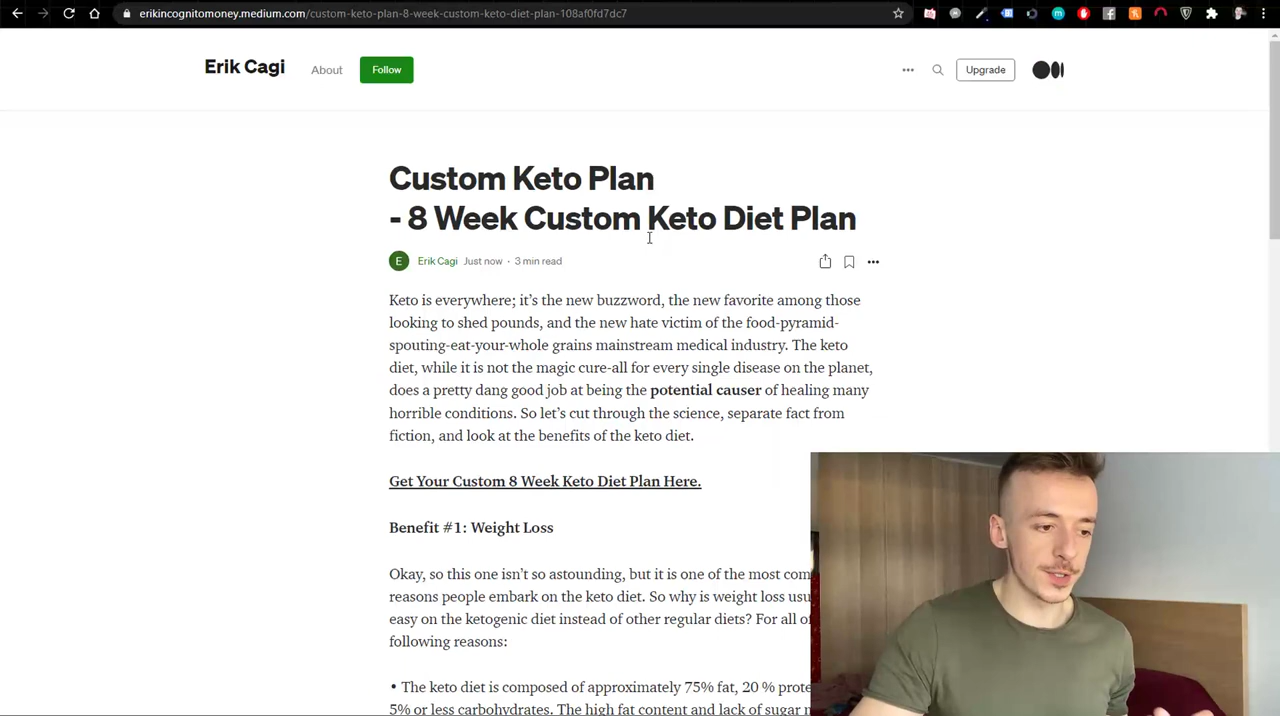 erikincognitomoney.medium.com/custom-keto-plan-8-week-custom-keto-diet-plan-108af0fd7dc7
Erik Cagi
About
Follow
Upgrade
Custom Keto Plan
- 8 Week Custom Keto Diet Plan
E
Erik Cagi Just now · 3 min read
Keto is everywhere; it’s the new buzzword, the new favorite among those
looking to shed pounds, and the new hate victim of the food-pyramid-
spouting-eat-your-whole grains mainstream medical industry. The keto
diet, while it is not the magic cure-all for every single disease on the planet,
does a pretty dang good job at being the potential causer of healing many
horrible conditions. So let’s cut through the science, separate fact from
fiction, and look at the benefits of the keto diet.
Get Your Custom 8 Week Keto Diet Plan Here.
Benefit #1: Weight Loss
Okay, so this one isn’t so astounding, but it is one of the most
reasons people embark on the keto diet. So why is weight loss
easy on the ketogenic diet instead of other regular diets? For all of
following reasons:
• The keto diet is composed of approximately 75% fat, 20 %
5% or less carbohydrates. The high fat content and lack of sugar